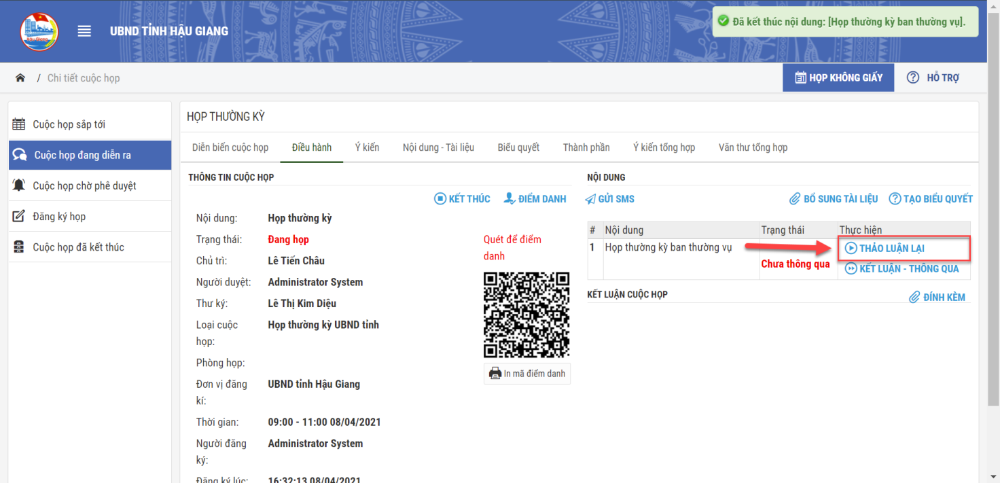 UBND TỈNH HẬU GIANG
Đã kết thúc nội dung: [Họp thường kỳ ban thường vụ].
/ Chi tiết cuộc họp
HỌP KHÔNG GIẤY
HỖ TRỢ
Cuộc họp sắp tới
Cuộc họp đang diễn ra
Cuộc họp chờ phê duyệt
Đăng ký họp
Cuộc họp đã kết thúc
HỌP THƯỜNG KỲ
Diễn biến cuộc họp Điều hành Ý kiến Nội dung - Tài liệu Biểu quyết Thành phần Ý kiến tổng hợp Văn thư tổng hợp
THÔNG TIN CUỘC HỌP
KẾT THÚC ĐIỂM DANH
Nội dung: Họp thường kỳ
Trạng thái: Đang họp
Chủ trì: Lê Tiến Châu
Người duyệt: Administrator System
Thư ký: Lê Thị Kim Diệu
Loại cuộc họp: Họp thường kỳ UBND tỉnh
Phòng họp:
Đơn vị đăng kí: UBND tỉnh Hậu Giang
Thời gian: 09:00 - 11:00 08/04/2021
Người đăng ký: Administrator System
Đăng ký lúc: 16:32:13 08/04/2021
Quét để điểm
danh
In mã điểm danh
NỘI DUNG
GỬI SMS BỔ SUNG TÀI LIỆU TẠO BIỂU QUYẾT
# Nội dung Trạng thái Thực hiện
1 Họp thường kỳ ban thường vụ
Chưa thông qua
THẢO LUẬN LẠI
KẾT LUẬN - THÔNG QUA
KẾT LUẬN CUỘC HỌP
ĐÍNH KÈM